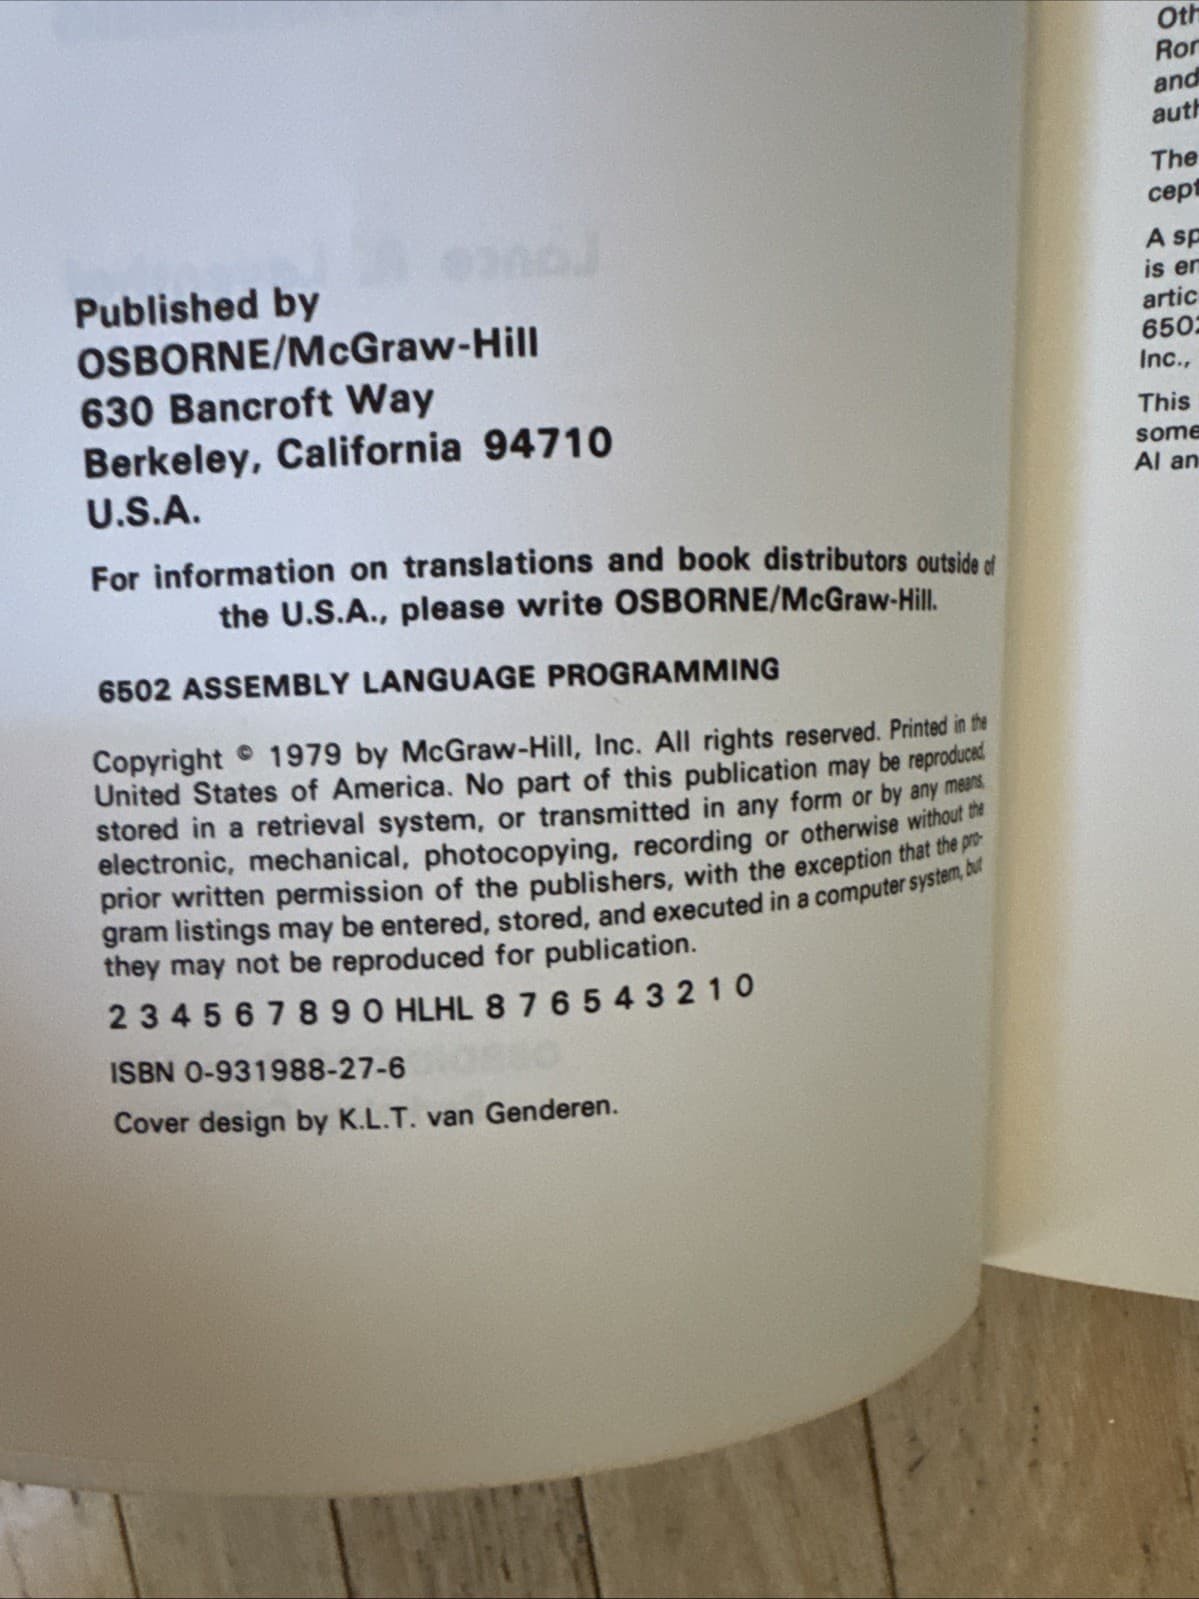 Published by
OSBORNE/McGraw-Hill
630 Bancroft Way
Berkeley, California 94710
U.S.A.
For information on translations and book distributors outside of
the U.S.A., please write OSBORNE/McGraw-Hill.
6502 ASSEMBLY LANGUAGE PROGRAMMING
Copyright © 1979 by McGraw-Hill, Inc. All rights reserved. Printed in the
United States of America. No part of this publication may be reproduced,
stored in a retrieval system, or transmitted in any form or by any means,
electronic, mechanical, photocopying, recording or otherwise without the
prior written permission of the publishers, with the exception that the pro-
gram listings may be entered, stored, and executed in a computer system, but
they may not be reproduced for publication.
2 3 4 5 6 7 8 9 0 HLHL 8 7 6 5 4 3 2 1 0
ISBN 0-931988-27-6
Cover design by K.L.T. van Genderen.
Oth
Ror
and
auth
The
cept
A sp
is en
artic
6502
Inc.,
This
some
Al an